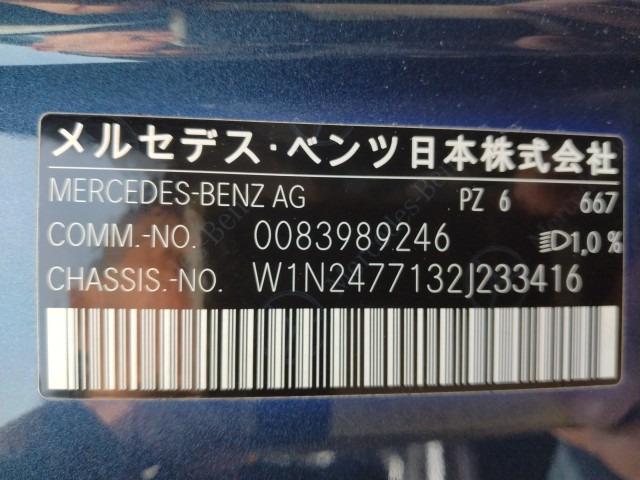 メルセデス・ベンツ日本株式会社
MERCEDES-BENZ AG PZ 6 667
COMM.-NO. 0083989246 1,0 %
CHASSIS.-NO. W1N2477132J233416